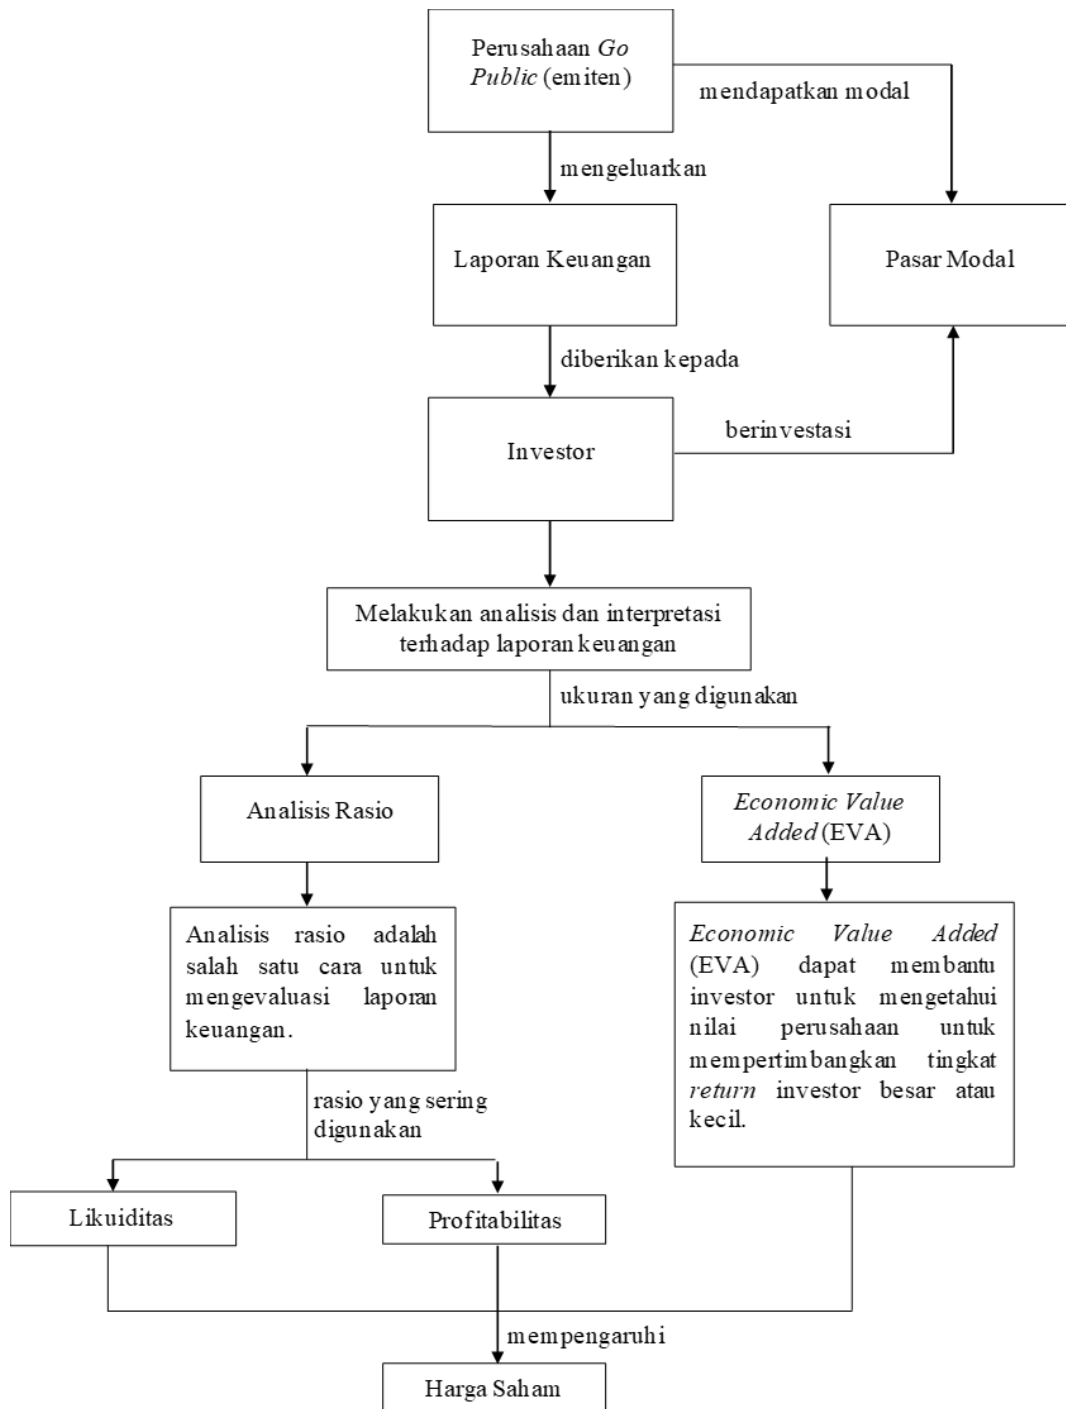 Perusahaan Go
Public (emiten)
mendapatkan modal
mengeluarkan
Laporan Keuangan
Pasar Modal
diberikan kepada
Investor
berinvestasi
Melakukan analisis dan interpretasi
terhadap laporan keuangan
ukuran yang digunakan
Analisis Rasio
Economic Value
Added (EVA)
Analisis rasio adalah
salah satu cara untuk
mengevaluasi laporan
keuangan.
Economic Value Added
(EVA) dapat membantu
investor untuk mengetahui
nilai perusahaan untuk
mempertimbangkan tingkat
return investor besar atau
kecil.
rasio yang sering
digunakan
Likuiditas
Profitabilitas
mempengaruhi
Harga Saham